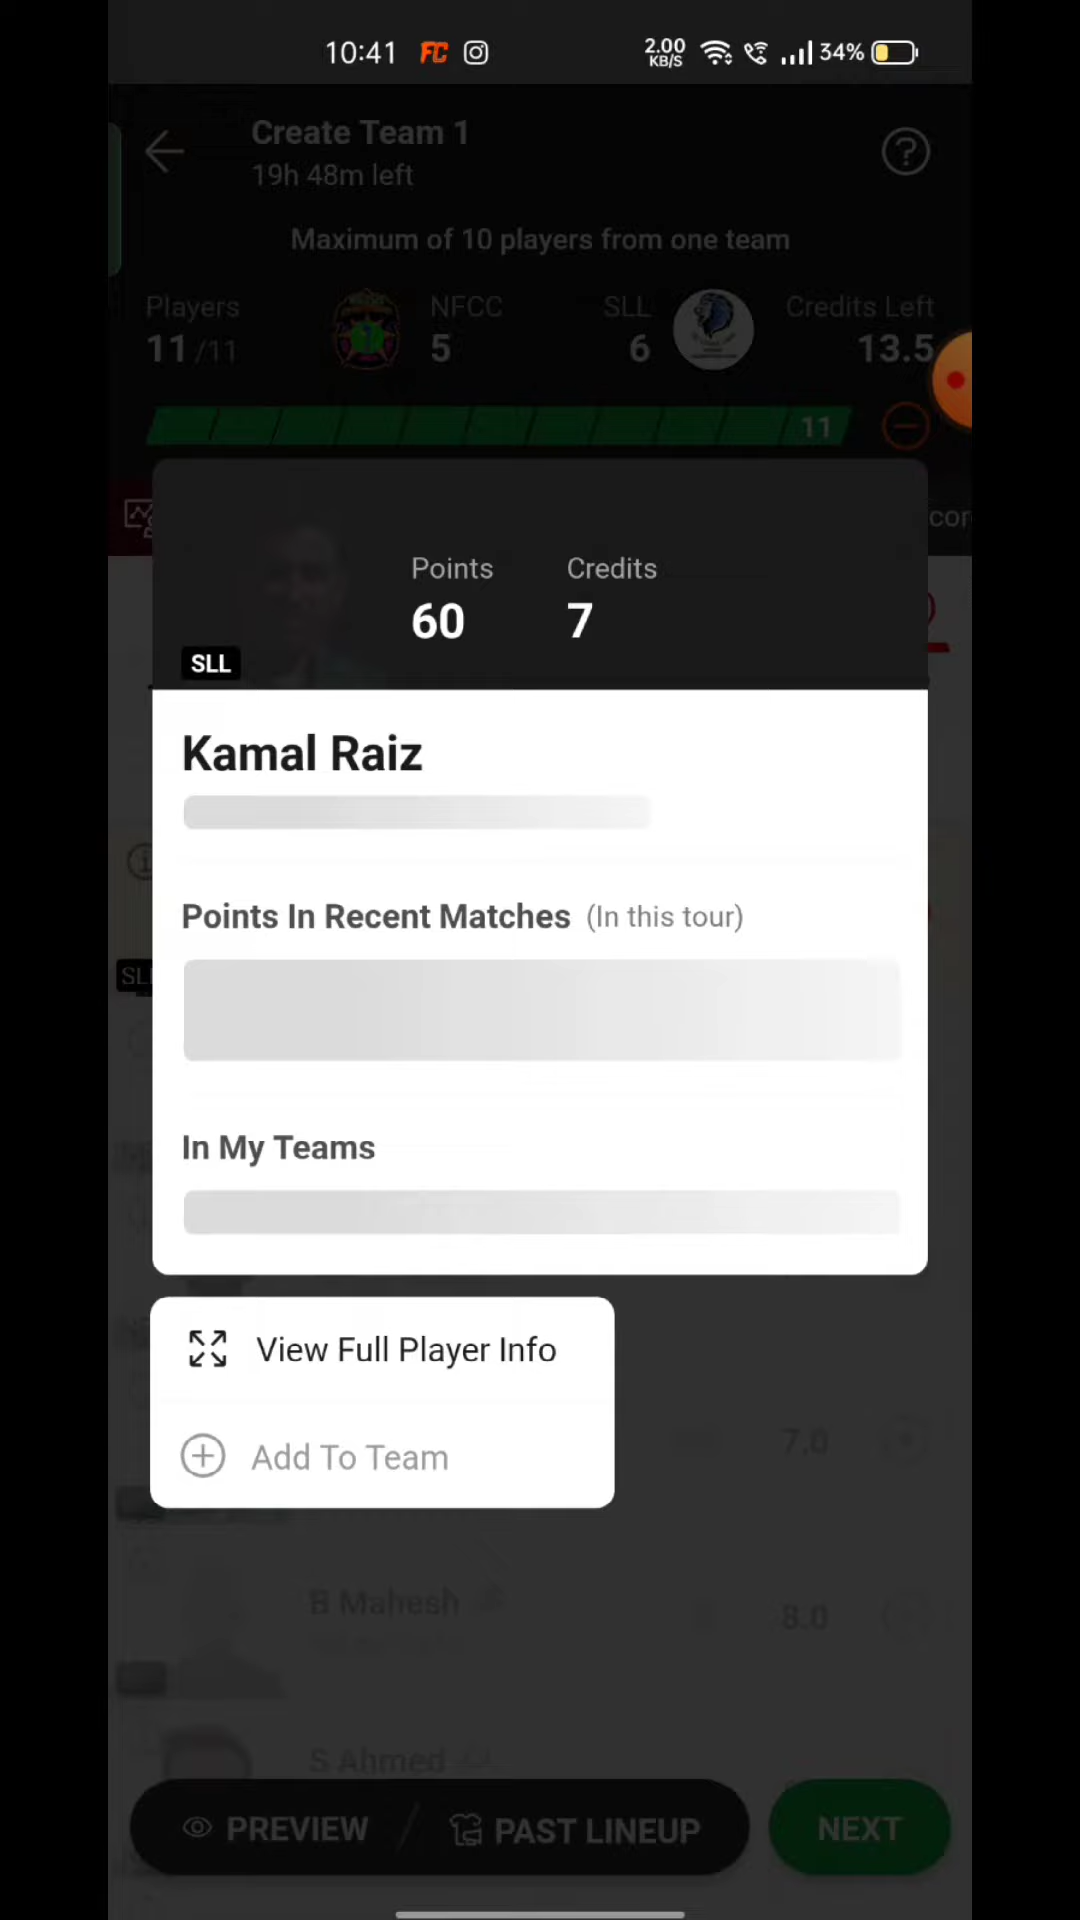 10:41 FC 2.00 KB/S 34%
Create Team 1
19h 48m left
Maximum of 10 players from one team
Players NFCC SLL Credits Left
11/11 5 6 13.5
11
cor
Points Credits
60 7
SLL
Kamal Raiz
Points In Recent Matches (In this tour)
SLL
In My Teams
View Full Player Info
Add To Team
7.0
B Mahesh
8.0
S Ahmed
PREVIEW / PAST LINEUP NEXT